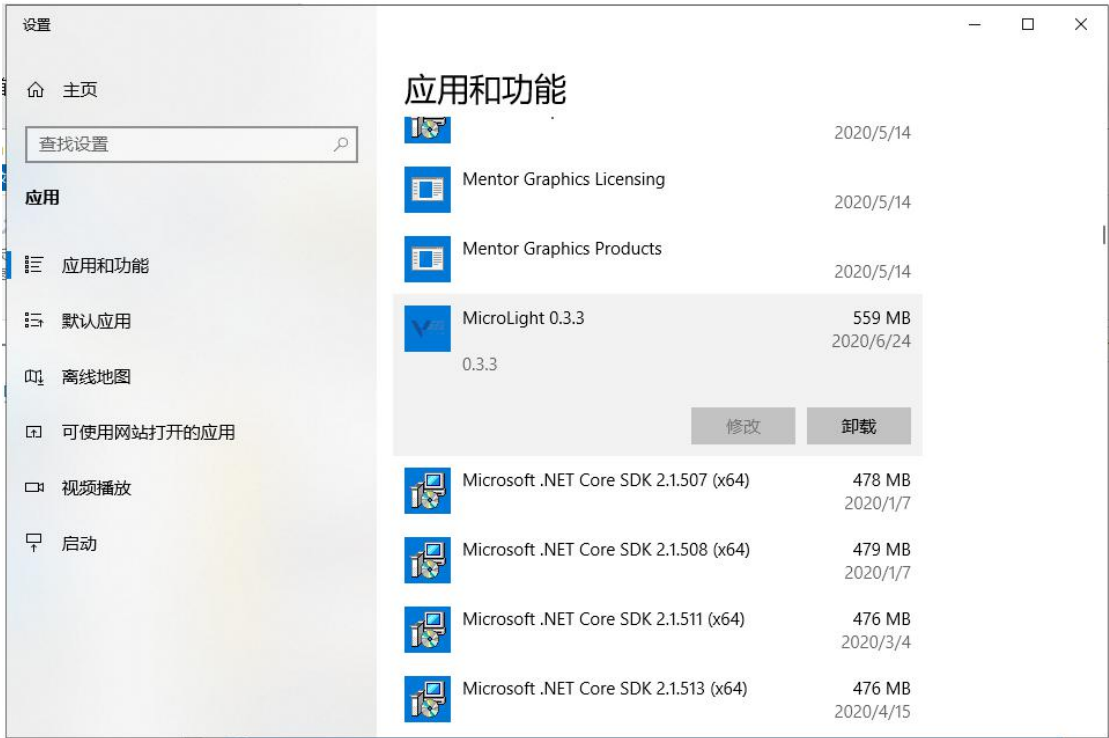 设置
主页
查找设置
应用
应用和功能
默认应用
离线地图
可使用网站打开的应用
视频播放
启动
应用和功能
2020/5/14
Mentor Graphics Licensing
2020/5/14
Mentor Graphics Products
2020/5/14
MicroLight 0.3.3 559 MB
2020/6/24
0.3.3
修改 卸载
Microsoft .NET Core SDK 2.1.507 (x64) 478 MB
2020/1/7
Microsoft .NET Core SDK 2.1.508 (x64) 479 MB
2020/1/7
Microsoft .NET Core SDK 2.1.511 (x64) 476 MB
2020/3/4
Microsoft .NET Core SDK 2.1.513 (x64) 476 MB
2020/4/15